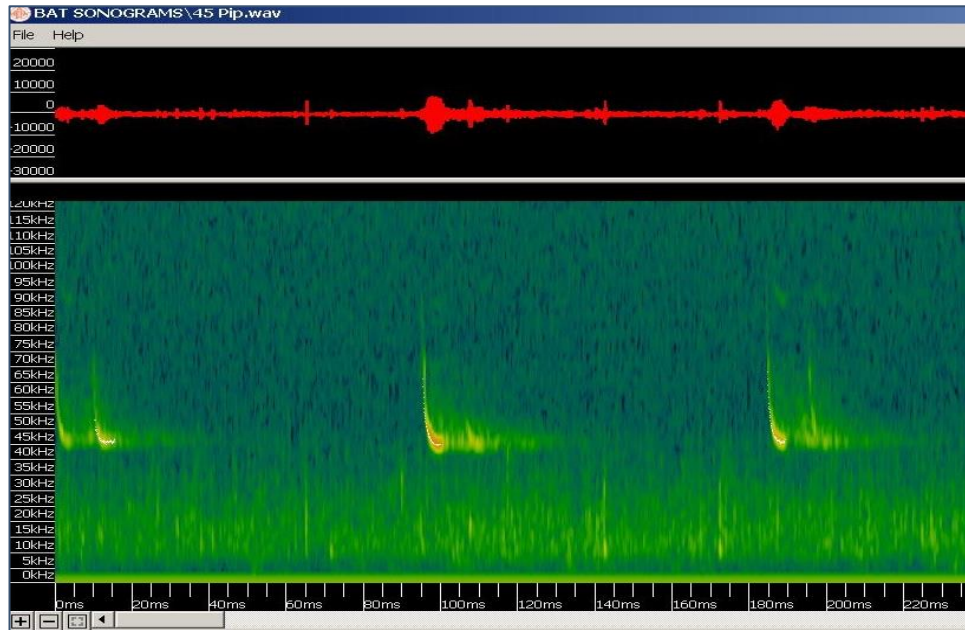 BAT SONOGRAMS\45 Pip.wav
File Help
20000
10000
0
-10000
-20000
-30000
120kHz
115kHz
110kHz
105kHz
100kHz
95kHz
90kHz
85kHz
80kHz
75kHz
70kHz
65kHz
60kHz
55kHz
50kHz
45kHz
40kHz
35kHz
30kHz
25kHz
20kHz
15kHz
10kHz
5kHz
0kHz
0ms 20ms 40ms 60ms 80ms 100ms 120ms 140ms 160ms 180ms 200ms 220ms